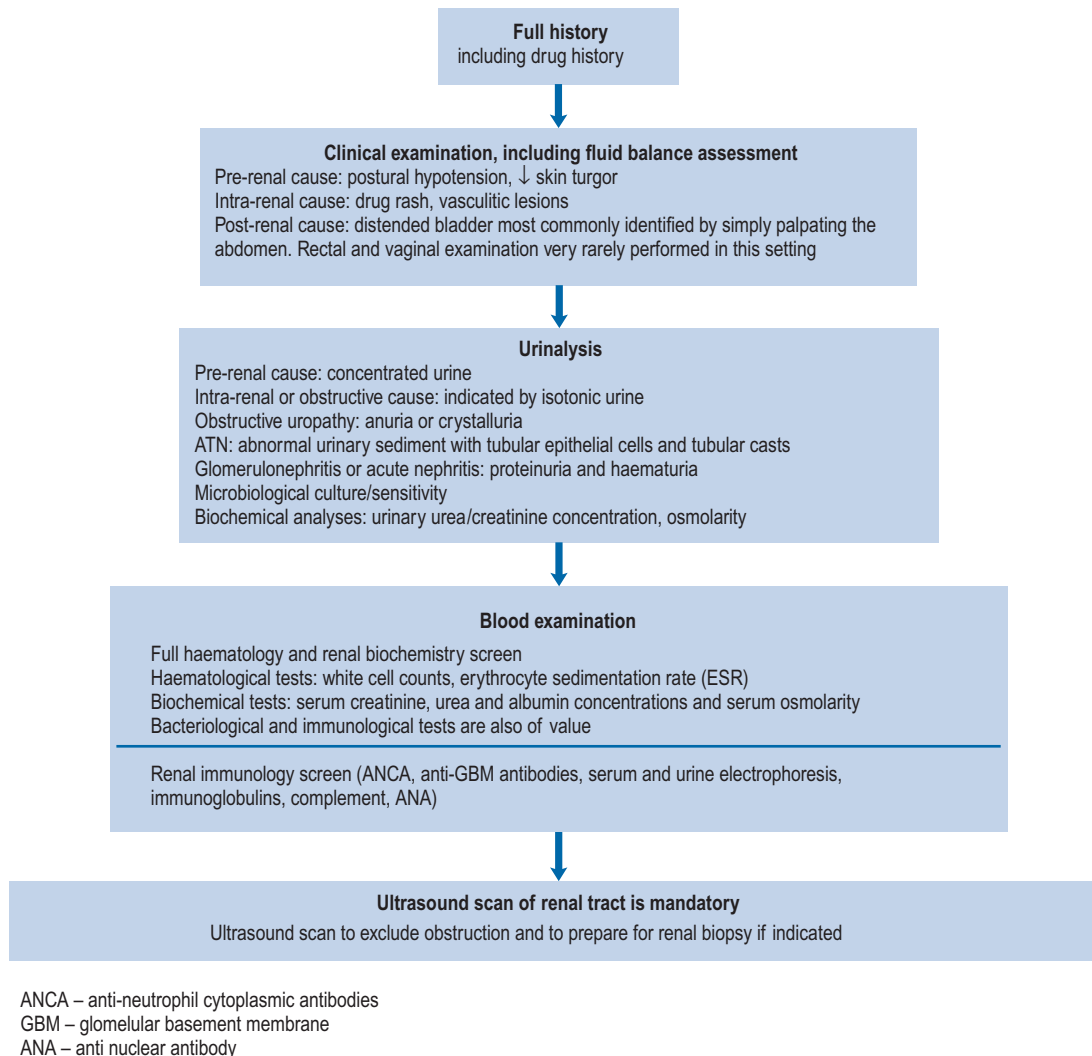 Full history
including drug history
Clinical examination, including fluid balance assessment
Pre-renal cause: postural hypotension, ↓ skin turgor
Intra-renal cause: drug rash, vasculitic lesions
Post-renal cause: distended bladder most commonly identified by simply palpating the
abdomen. Rectal and vaginal examination very rarely performed in this setting
Urinalysis
Pre-renal cause: concentrated urine
Intra-renal or obstructive cause: indicated by isotonic urine
Obstructive uropathy: anuria or crystalluria
ATN: abnormal urinary sediment with tubular epithelial cells and tubular casts
Glomerulonephritis or acute nephritis: proteinuria and haematuria
Microbiological culture/sensitivity
Biochemical analyses: urinary urea/creatinine concentration, osmolarity
Blood examination
Full haematology and renal biochemistry screen
Haematological tests: white cell counts, erythrocyte sedimentation rate (ESR)
Biochemical tests: serum creatinine, urea and albumin concentrations and serum osmolarity
Bacteriological and immunological tests are also of value
Renal immunology screen (ANCA, anti-GBM antibodies, serum and urine electrophoresis,
immunoglobulins, complement, ANA)
Ultrasound scan of renal tract is mandatory
Ultrasound scan to exclude obstruction and to prepare for renal biopsy if indicated
ANCA – anti-neutrophil cytoplasmic antibodies
GBM – glomelular basement membrane
ANA – anti nuclear antibody